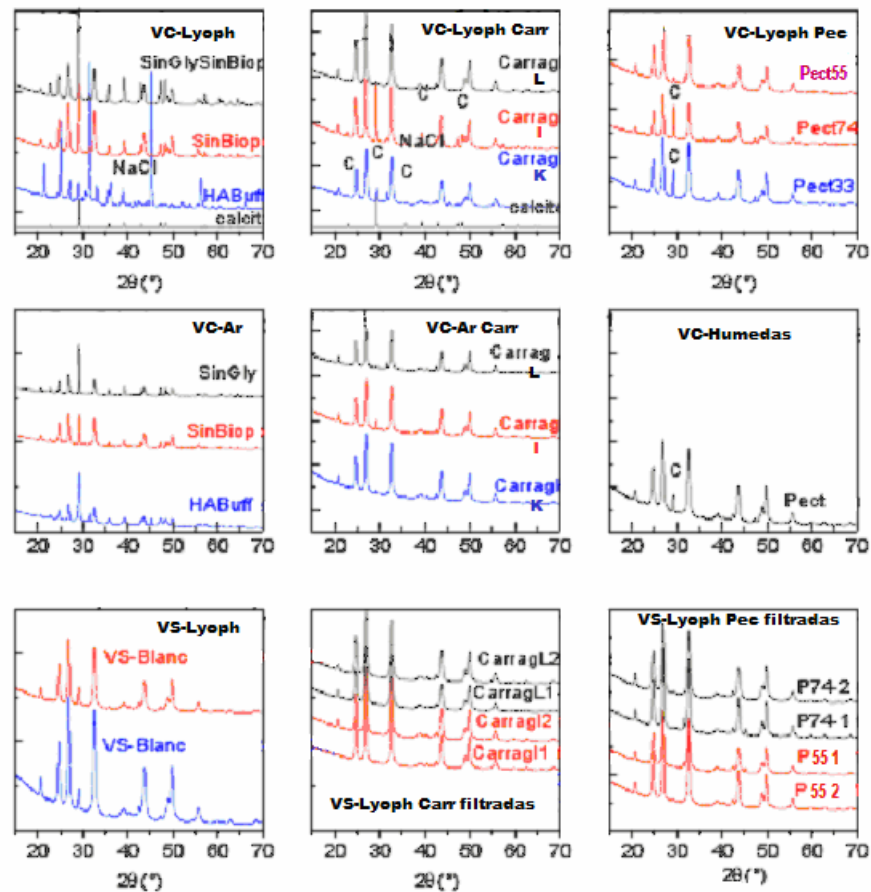 VC-Lyoph
SinGlySinBiop
SinBiop
NaCl
HABuff
calcit
20 30 40 50 60 70
2θ(°)
VC-Lyoph Carr
Carrag
L
C C
Carrag
I
NaCl
C
C C
Carrag
K
calcite
20 30 40 50 60 70
2θ(°)
VC-Lyoph Pec
Pect55
C
Pect74
C
Pect33
20 30 40 50 60 70
2θ(°)
VC-Ar
SinGly
SinBiop
HABuff
20 30 40 50 60 70
2θ(°)
VC-Ar Carr
Carrag
L
Carrag
I
Carragl
K
20 30 40 50 60 70
VC-Humedas
C
Pect
20 30 40 50 60 70
VS-Lyoph
VS-Blanc
VS-Blanc
20 30 40 50 60 70
2θ(°)
CarragL2
CarragL1
CarragI2
CarragI1
VS-Lyoph Carr filtradas
20 30 40 50 60 70
2θ(°)
VS-Lyoph Pec filtradas
P74-2
P74-1
P55 1
P55 2
20 30 40 50 60 70
2θ(°)